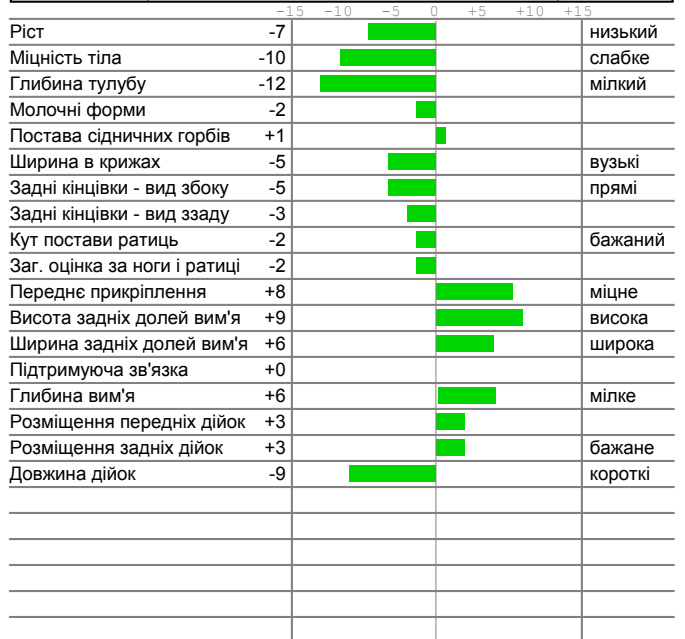 -15 -10 -5 0 +5 +10 +15
Ріст -7 низький
Міцність тіла -10 слабке
Глибина тулубу -12 мілкий
Молочні форми -2
Постава сідничних горбів +1
Ширина в крижах -5 вузькі
Задні кінцівки - вид збоку -5 прямі
Задні кінцівки - вид ззаду -3
Кут постави ратиць -2 бажаний
Заг. оцінка за ноги і ратиці -2
Переднє прикріплення +8 міцне
Висота задніх долей вим'я +9 висока
Ширина задніх долей вим'я +6 широка
Підтримуюча зв'язка +0
Глибина вим'я +6 мілке
Розміщення передніх дійок +3
Розміщення задніх дійок +3 бажане
Довжина дійок -9 короткі